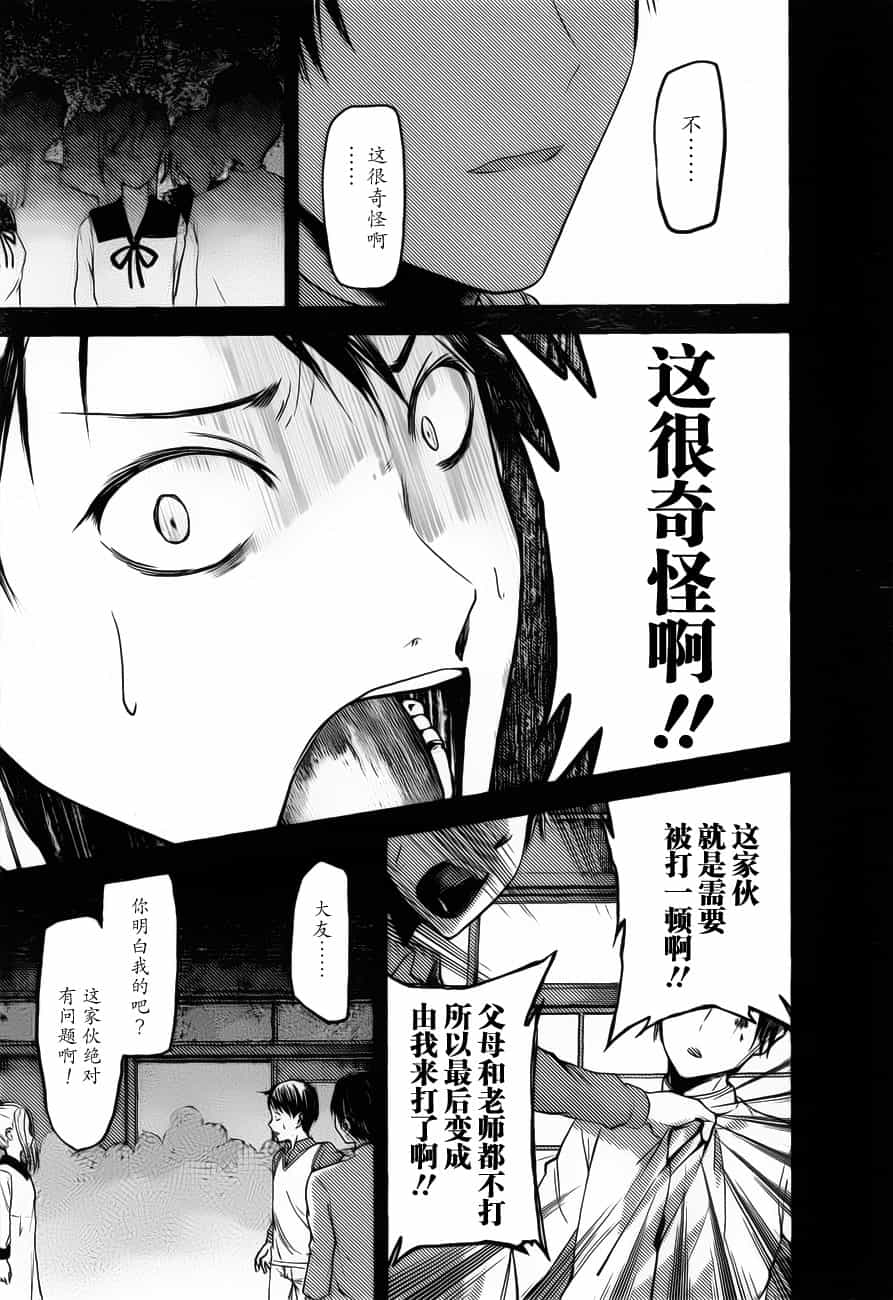 不……
这很奇怪啊
……
这很奇怪啊!!
这家伙
就是需要
被打一顿啊!!
父母和老师都不打
所以最后变成
由我来打了啊!!
大友……
你明白我的吧？
这家伙绝对
有问题啊！